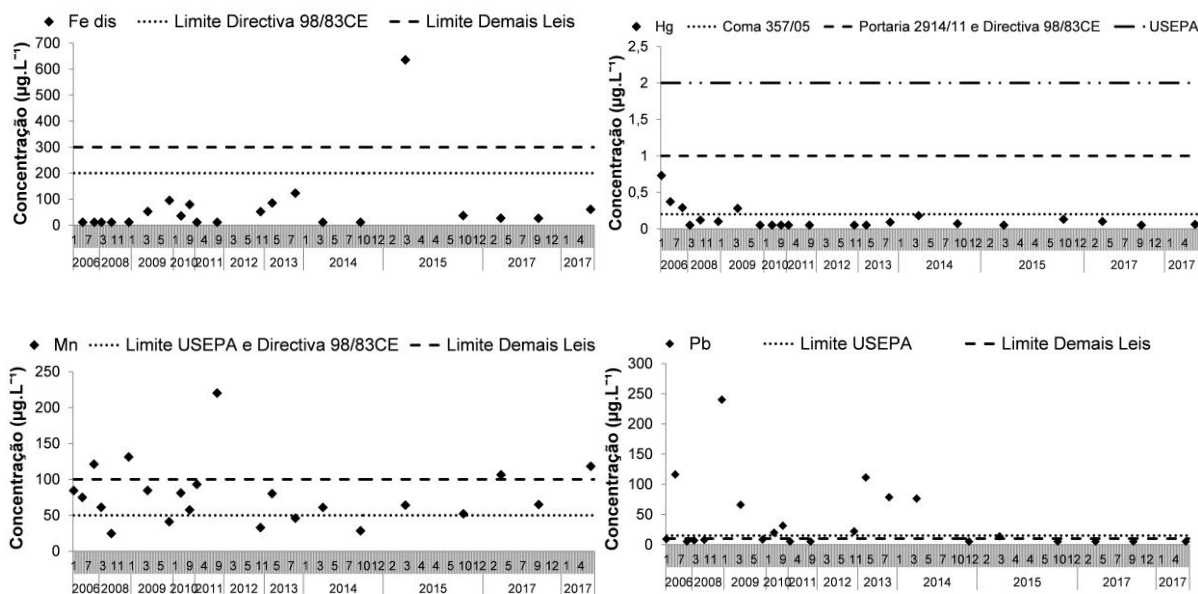 Fe dis Limite Directiva 98/83CE Limite Demais Leis
Concentração (µg.L⁻¹)
700
600
500
400
300
200
100
0
1 7 3 11 1 3 5 1 9 4 9 2 11 3 5 7 1 3 5 7 10 12 3 4 5 10 12 2 5 7 9 12 1 4
2006 2008 2009 2010 2011 2012 2013 2014 2015 2017 2017
Hg Coma 357/05 Portaria 2914/11 e Directiva 98/83CE USEPA
Concentração (µg.L⁻¹)
2,5
2
1,5
1
0,5
0
1 7 3 11 1 3 5 1 9 4 9 2 11 3 5 7 1 3 5 7 10 12 2 3 4 5 10 12 2 5 7 9 12 1 4
2006 2008 2009 2010 2011 2012 2013 2014 2015 2017 2017
Mn Limite USEPA e Directiva 98/83CE Limite Demais Leis
Concentração (µg.L⁻¹)
250
200
150
100
50
0
1 7 3 11 1 3 5 1 9 4 9 2 11 3 5 7 1 3 5 7 10 12 2 3 4 5 10 12 2 5 7 9 12 1 4
2006 2008 2009 2010 2011 2012 2013 2014 2015 2017 2017
Pb Limite USEPA Limite Demais Leis
Concentração (µg.L⁻¹)
300
250
200
150
100
50
0
1 7 3 11 1 3 5 1 9 4 9 2 11 3 5 7 1 3 5 7 10 12 2 3 4 5 10 12 2 5 7 9 12 1 4
2006 2008 2009 2010 2011 2012 2013 2014 2015 2017 2017